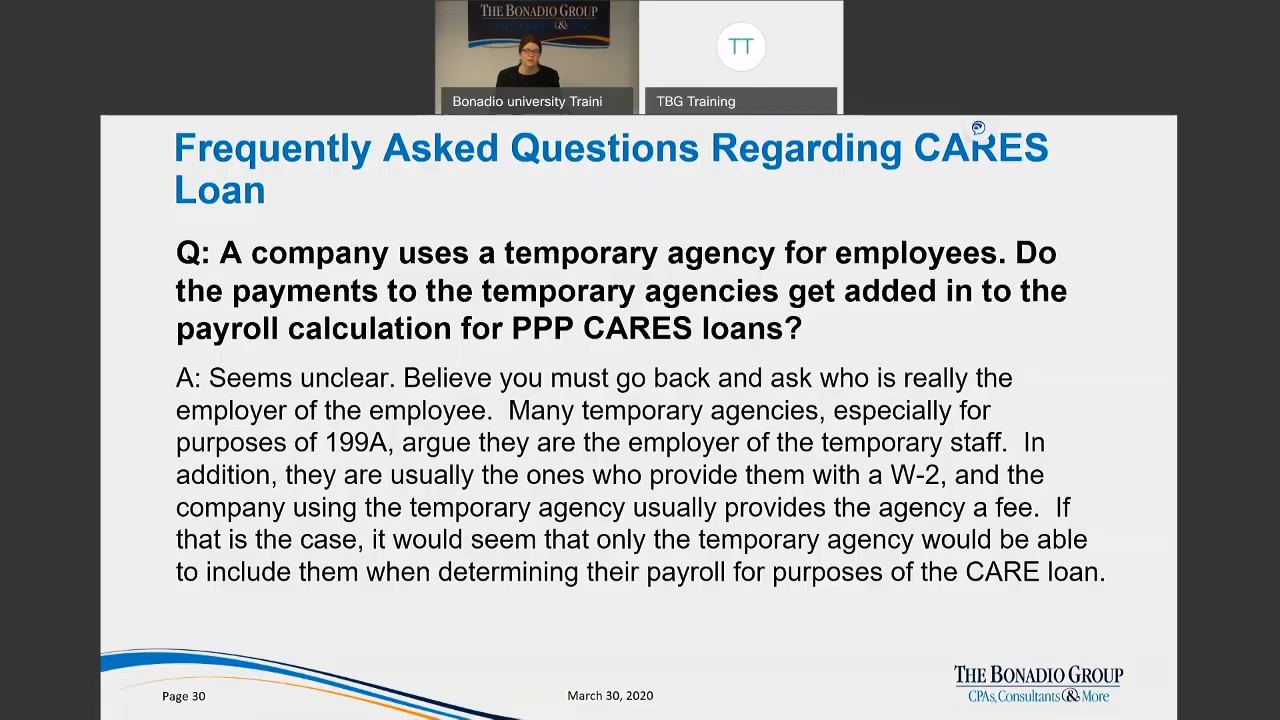 THE BONADIO GROUP
CPAs, Consultants & More
TT
Bonadio university Traini
TBG Training
Frequently Asked Questions Regarding CARES
Loan
Q: A company uses a temporary agency for employees. Do
the payments to the temporary agencies get added in to the
payroll calculation for PPP CARES loans?
A: Seems unclear. Believe you must go back and ask who is really the
employer of the employee.  Many temporary agencies, especially for
purposes of 199A, argue they are the employer of the temporary staff.  In
addition, they are usually the ones who provide them with a W-2, and the
company using the temporary agency usually provides the agency a fee.  If
that is the case, it would seem that only the temporary agency would be able
to include them when determining their payroll for purposes of the CARE loan.
Page 30
March 30, 2020
THE BONADIO GROUP
CPAs, Consultants & More